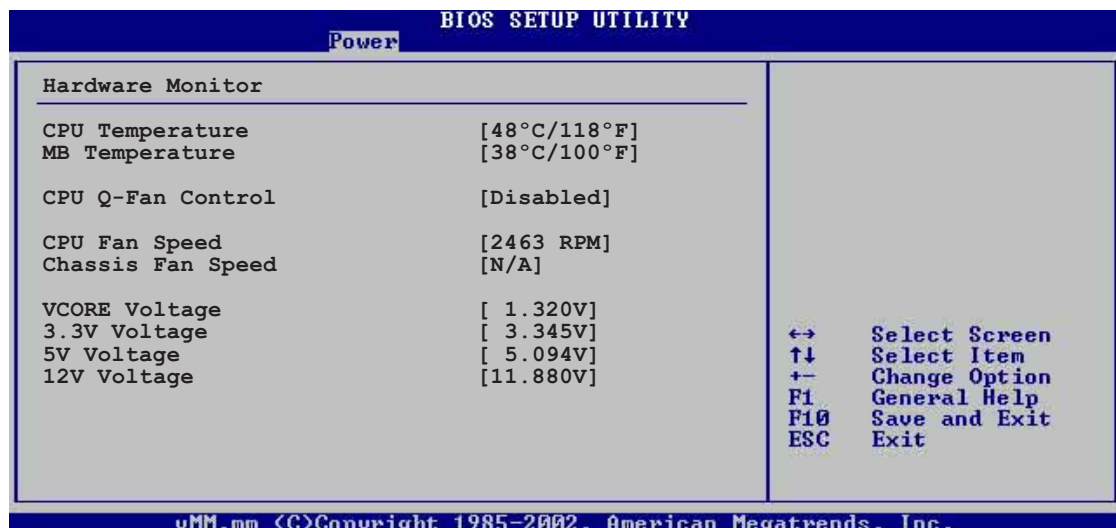 BIOS SETUP UTILITY
Power
Hardware Monitor
CPU Temperature [48°C/118°F]
MB Temperature [38°C/100°F]
CPU Q-Fan Control [Disabled]
CPU Fan Speed [2463 RPM]
Chassis Fan Speed [N/A]
VCORE Voltage [ 1.320V]
3.3V Voltage [ 3.345V]
5V Voltage [ 5.094V]
12V Voltage [11.880V]
←→ Select Screen
↑↓ Select Item
+- Change Option
F1 General Help
F10 Save and Exit
ESC Exit
vMM.mm (C)Copyright 1985-2002, American Megatrends, Inc.